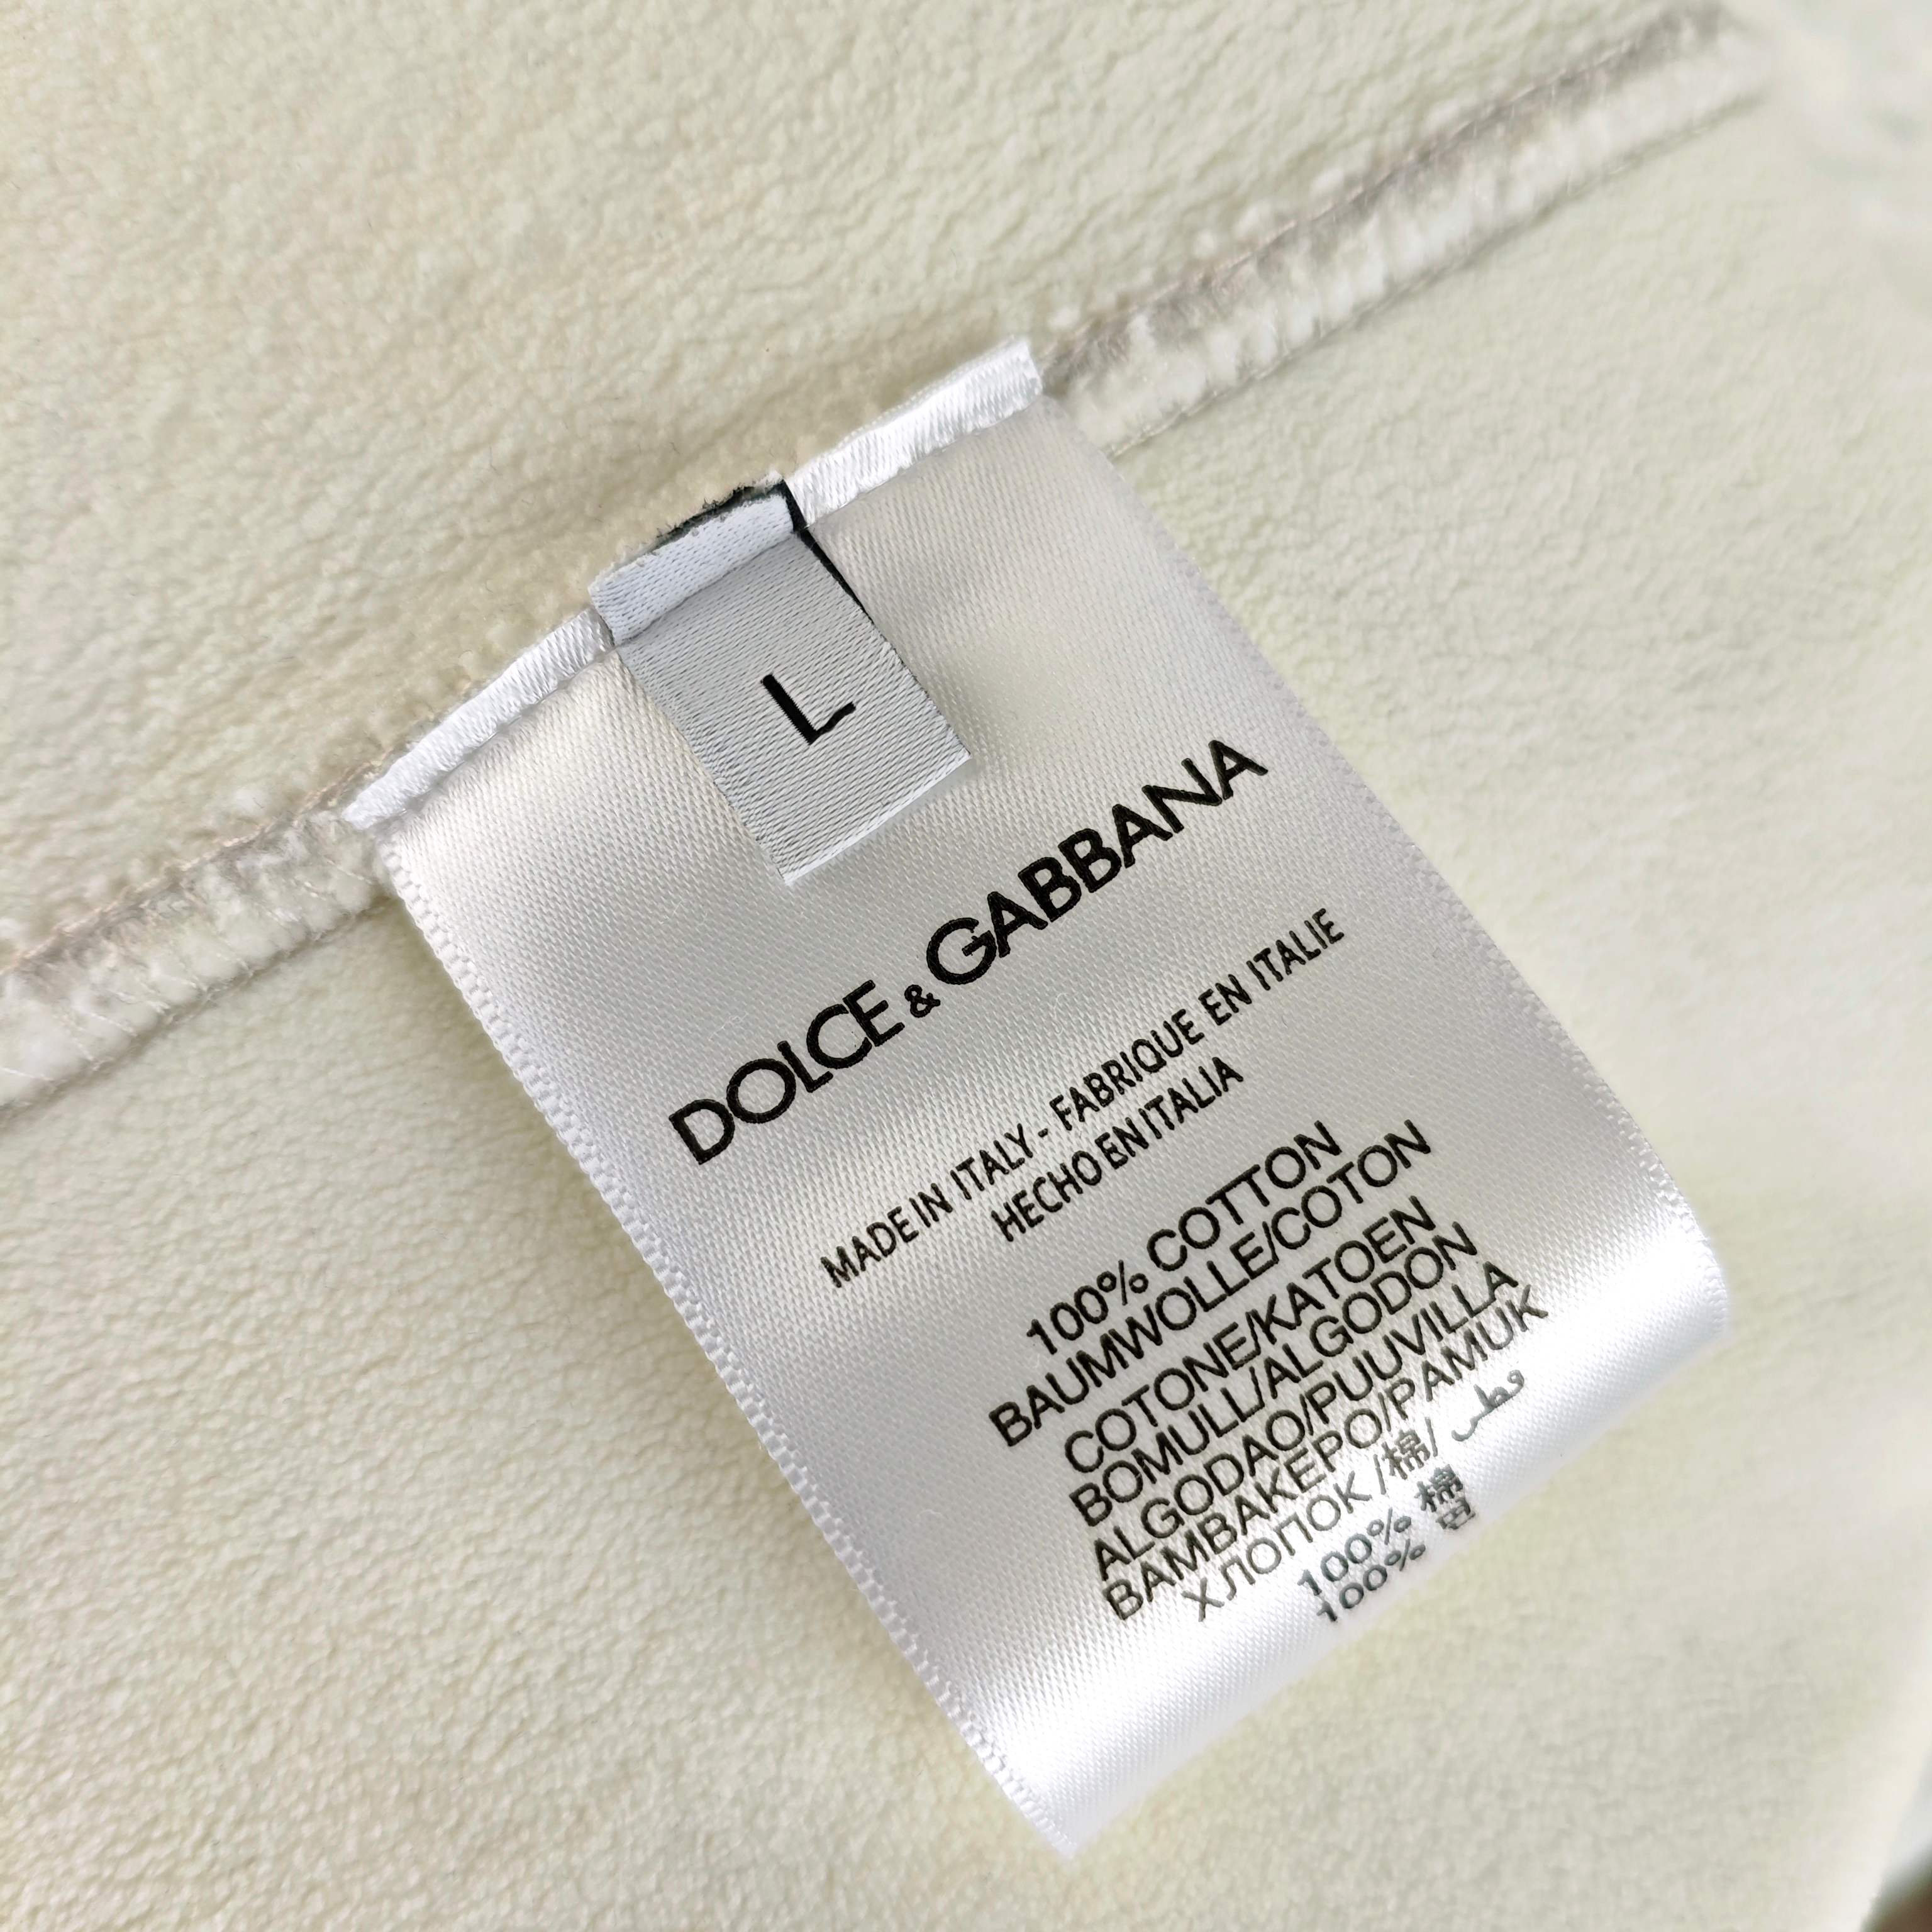 L
DOLCE & GABBANA
MADE IN ITALY - FABRIQUE EN ITALIE
HECHO EN ITALIA
100% COTTON
BAUMWOLLE/COTON
COTONE/KATOEN
BOMULL/ALGODON
ALGODAO/PUUVILLA
BAMBAKEPO/PAMUK
ХЛОПОК /棉/ قطر
100% 棉
100% 면